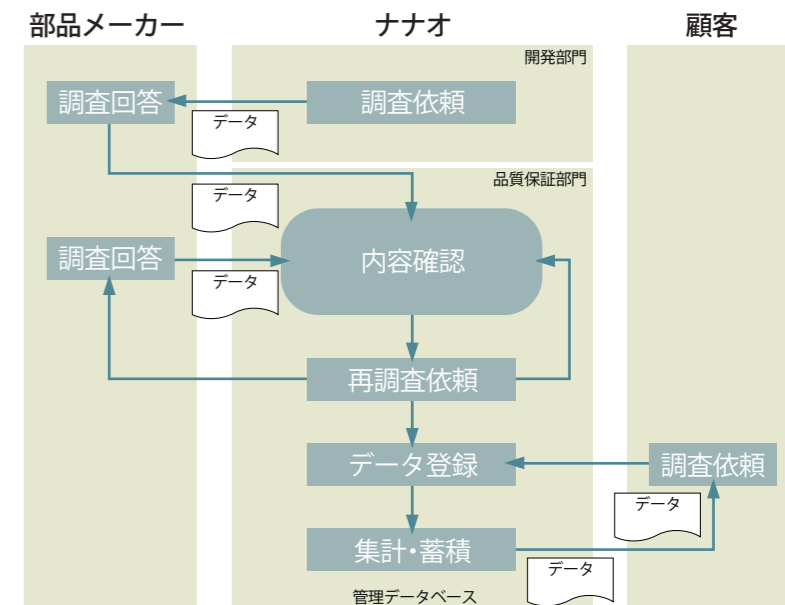 部品メーカー
ナナオ
顧客
開発部門
調査回答
調査依頼
データ
品質保証部門
データ
調査回答
内容確認
データ
再調査依頼
データ登録
調査依頼
データ
集計・蓄積
データ
管理データベース